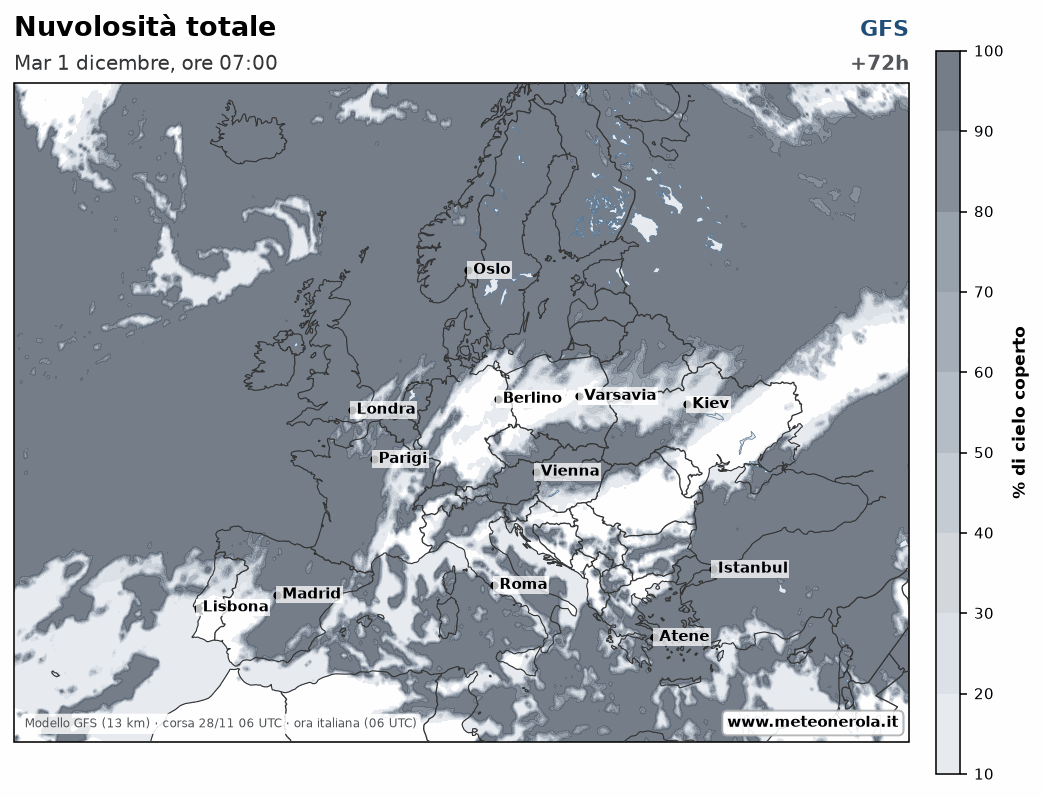 Nuvolosità totale
GFS
Mar 1 dicembre, ore 07:00
+72h
100
90
80
70
60
50
40
30
20
10
% di cielo coperto
Oslo
Londra
Berlino
Varsavia
Kiev
Parigi
Vienna
Istanbul
Roma
Madrid
Lisbona
Atene
Modello GFS (13 km) · corsa 28/11 06 UTC · ora italiana (06 UTC)
www.meteonerola.it